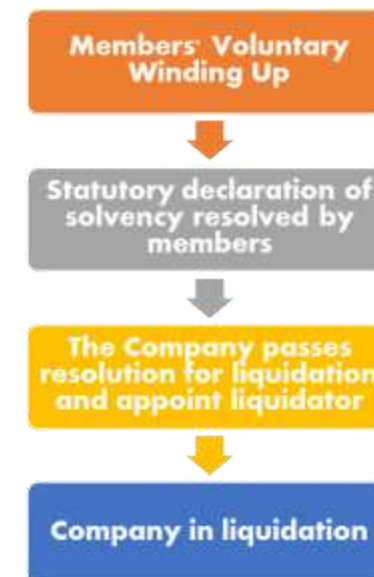 Members' Voluntary
Winding Up
Statutory declaration of
solvency resolved by
members
The Company passes
resolution for liquidation
and appoint liquidator
Company in liquidation